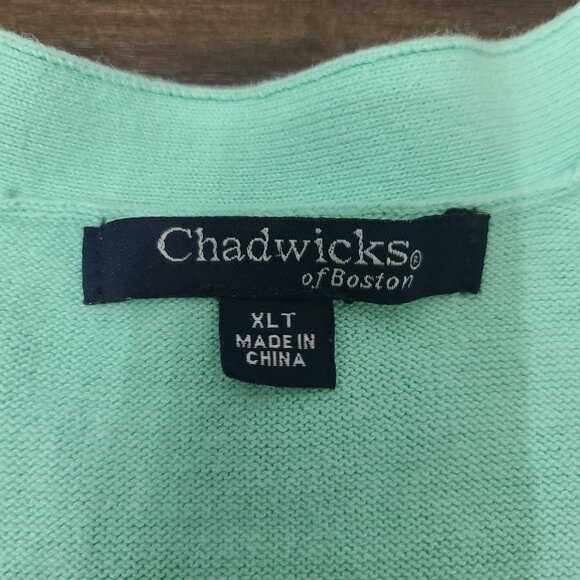 Chadwicks®
of Boston
XLT
MADE IN
CHINA